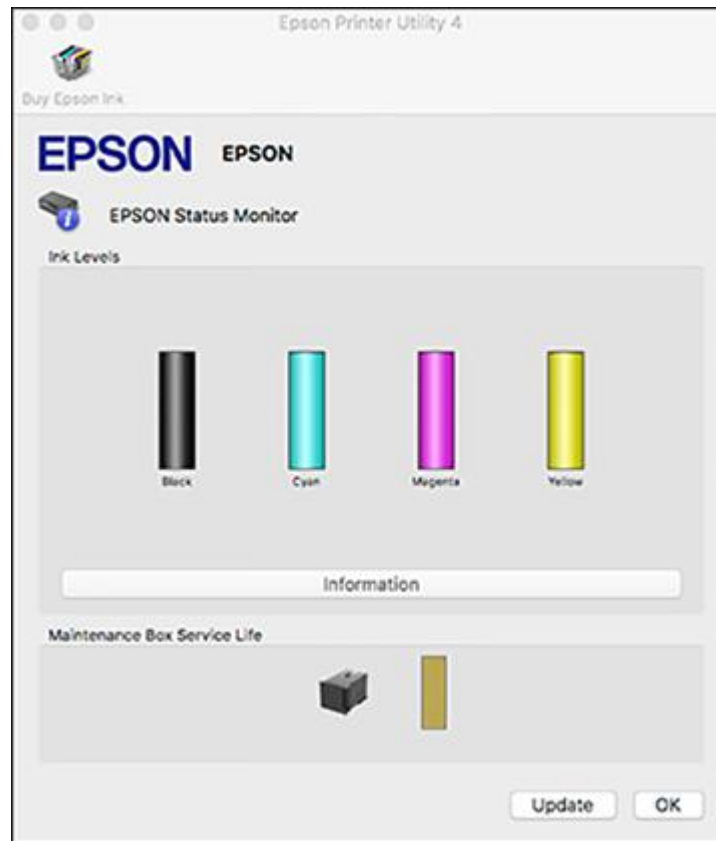 Epson Printer Utility 4
Buy Epson Ink
EPSON EPSON
EPSON Status Monitor
Ink Levels
Black Cyan Magenta Yellow
Information
Maintenance Box Service Life
Update OK